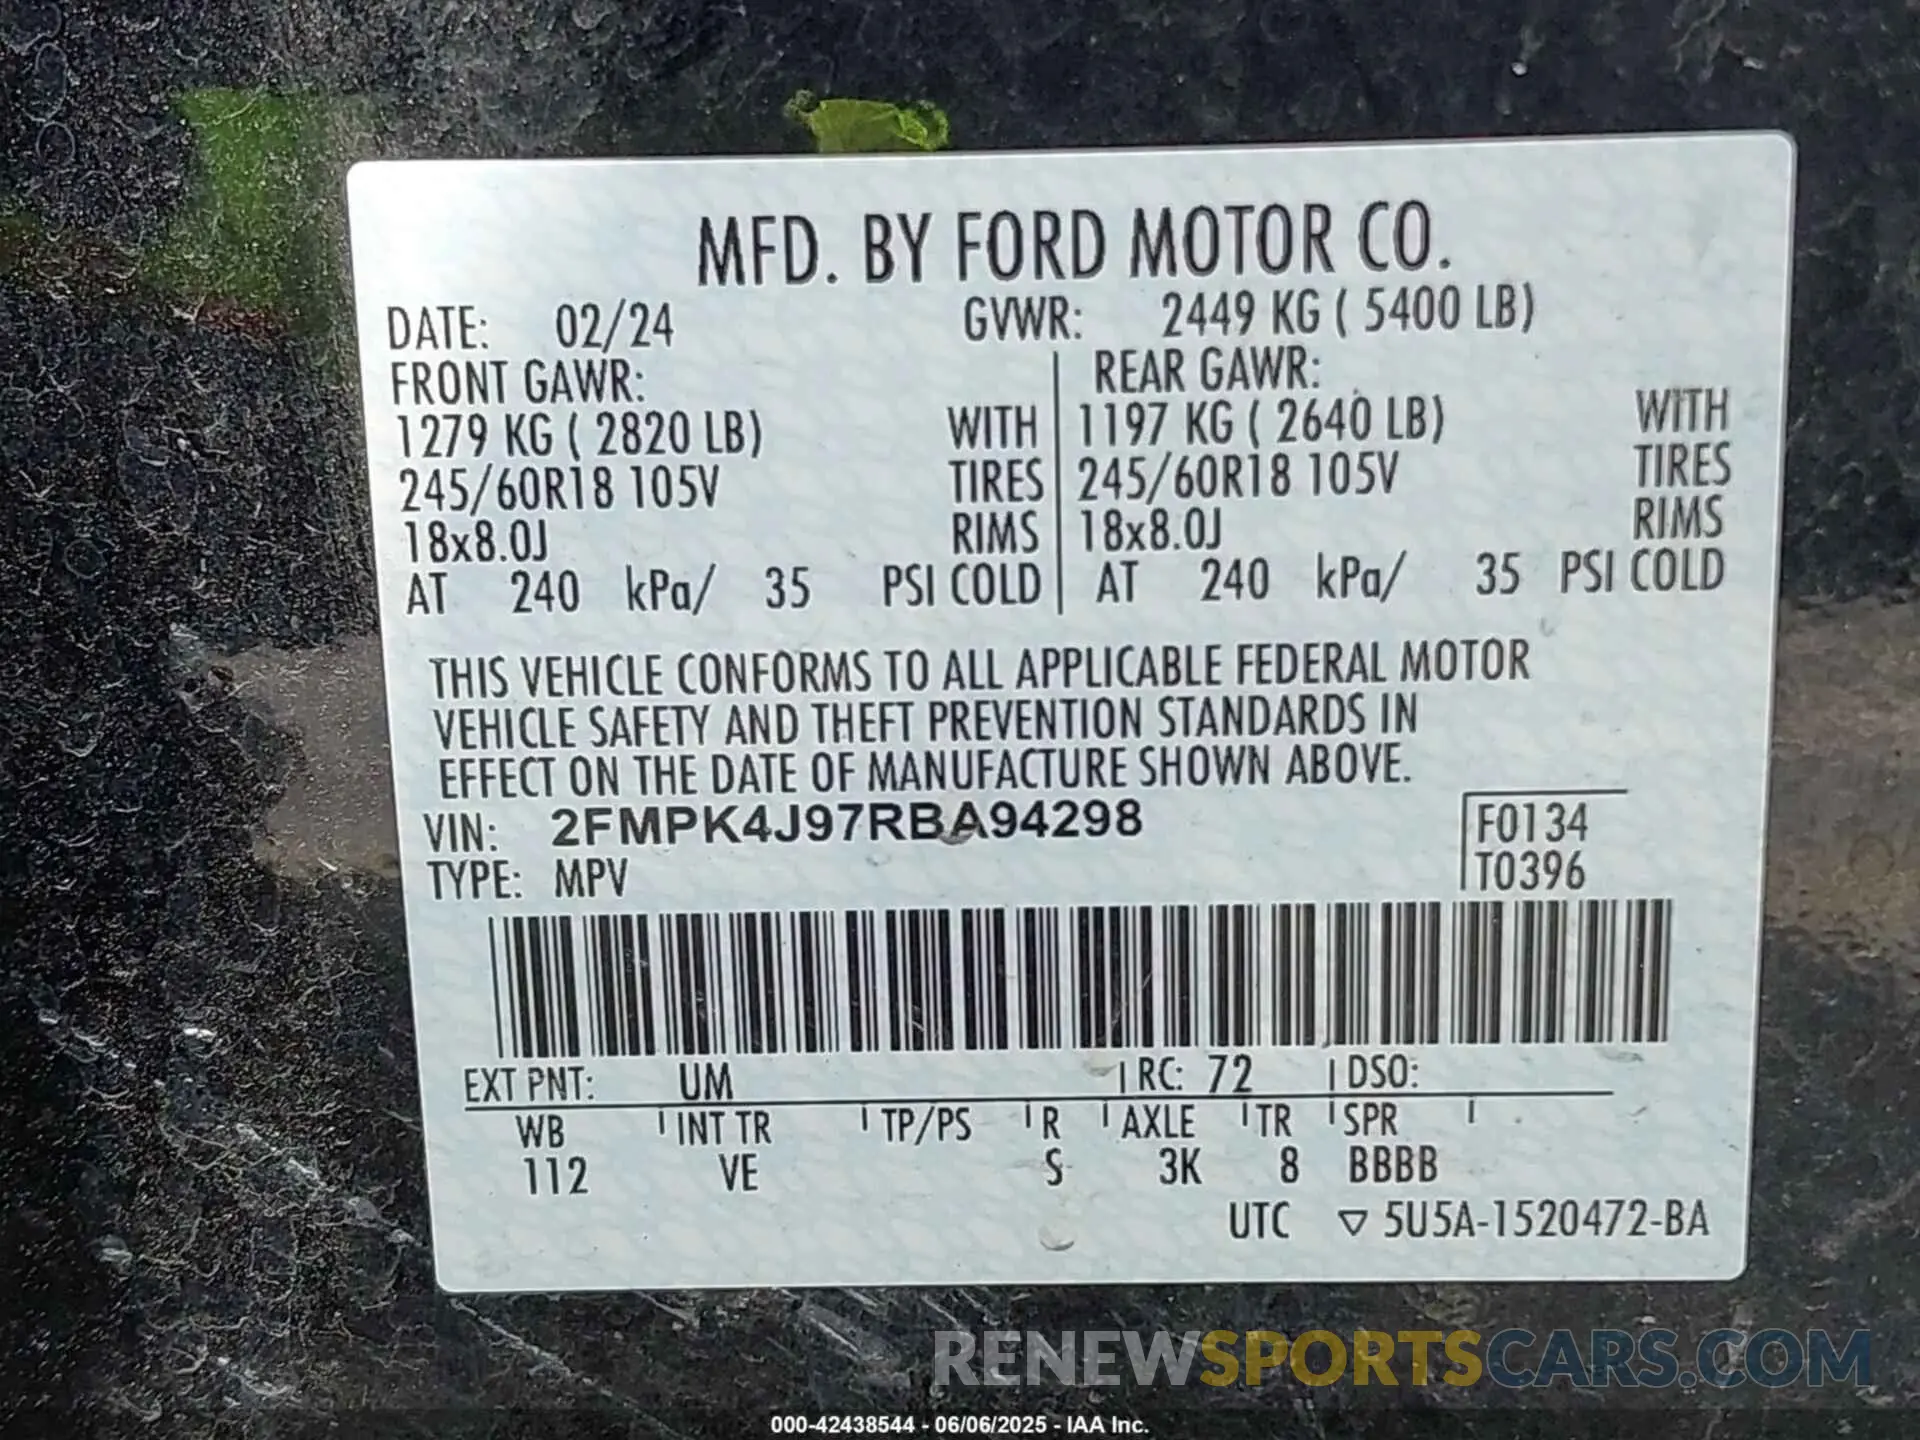 MFD. BY FORD MOTOR CO.
DATE: 02/24 GVWR: 2449 KG ( 5400 LB)
FRONT GAWR: REAR GAWR:
1279 KG ( 2820 LB) WITH 1197 KG ( 2640 LB) WITH
245/60R18 105V TIRES 245/60R18 105V TIRES
18x8.0J RIMS 18x8.0J RIMS
AT 240 kPa/ 35 PSI COLD AT 240 kPa/ 35 PSI COLD
THIS VEHICLE CONFORMS TO ALL APPLICABLE FEDERAL MOTOR
VEHICLE SAFETY AND THEFT PREVENTION STANDARDS IN
EFFECT ON THE DATE OF MANUFACTURE SHOWN ABOVE.
VIN: 2FMPK4J97RBA94298 F0134
TYPE: MPV T0396
EXT PNT: UM RC: 72 DSO:
WB INT TR TP/PS R AXLE TR SPR
112 VE S 3K 8 BBBB
UTC ▽ 5U5A-1520472-BA
RENEWSPORTSCARS.COM
000-42438544 - 06/06/2025 - IAA Inc.